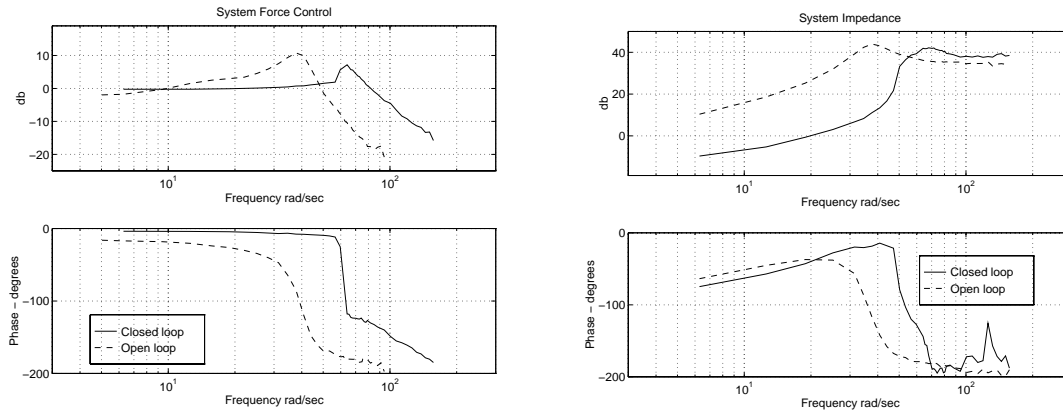 System Force Control
db
10
0
−10
−20
10^1
10^2
Frequency rad/sec
Phase − degrees
0
−100
−200
Closed loop
Open loop
10^1
10^2
Frequency rad/sec
System Impedance
db
40
20
0
10^1
10^2
Frequency rad/sec
Phase − degrees
0
−100
−200
Closed loop
Open loop
10^1
10^2
Frequency rad/sec